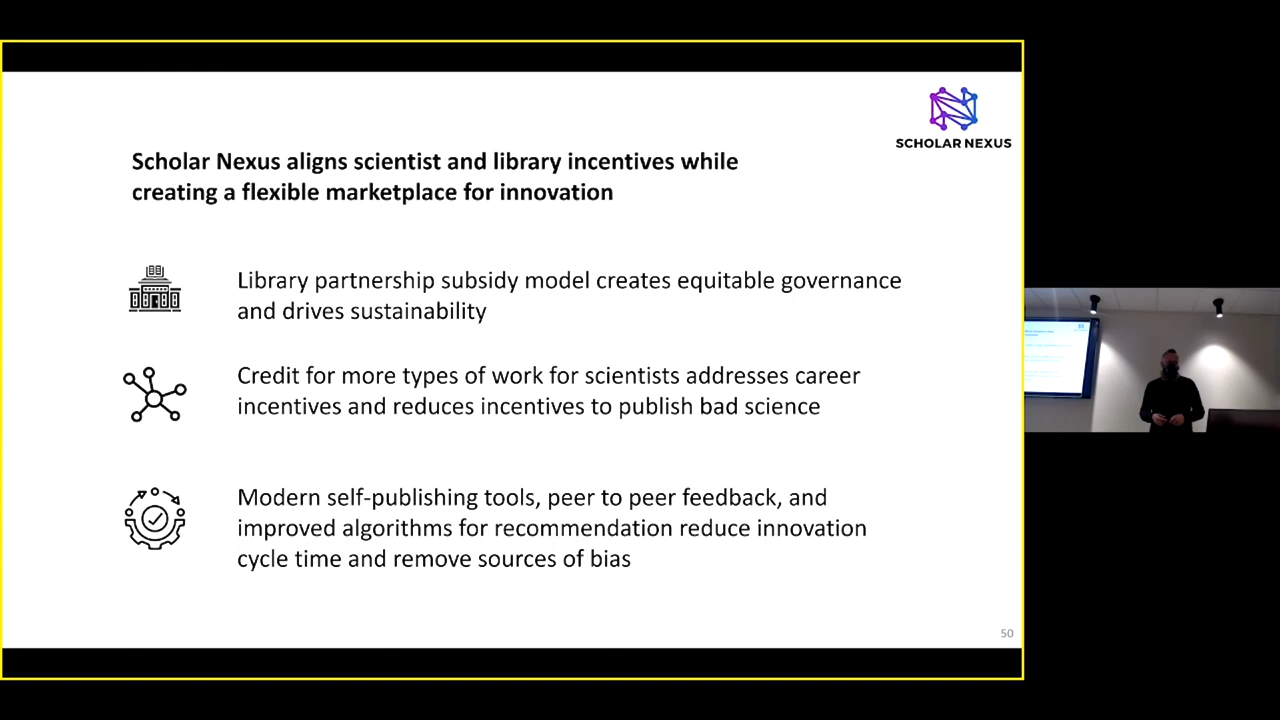 SCHOLAR NEXUS
Scholar Nexus aligns scientist and library incentives while
creating a flexible marketplace for innovation
Library partnership subsidy model creates equitable governance
and drives sustainability
Credit for more types of work for scientists addresses career
incentives and reduces incentives to publish bad science
Modern self-publishing tools, peer to peer feedback, and
improved algorithms for recommendation reduce innovation
cycle time and remove sources of bias
50